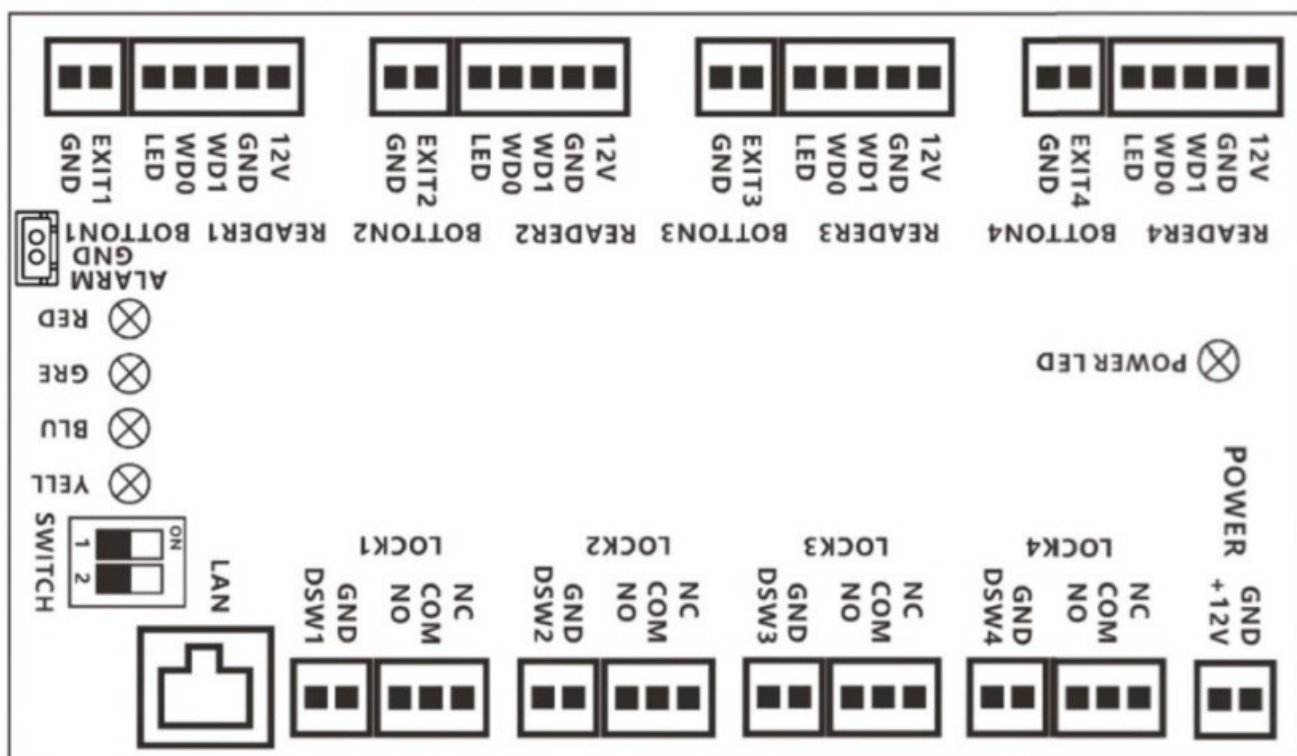 GND EXIT1 LED WD0 WD1 GND 12V
GND EXIT2 LED WD0 WD1 GND 12V
GND EXIT3 LED WD0 WD1 GND 12V
GND EXIT4 LED WD0 WD1 GND 12V
BOTTON1 READER1 BOTTON2 READER2 BOTTON3 READER3 BOTTON4 READER4
GND
ALARM
RED
GRE
BLU
YELL
POWER LED
SWITCH
1
2
ON
LAN
LOCK1
DSW1 GND NO COM NC
LOCK2
DSW2 GND NO COM NC
LOCK3
DSW3 GND NO COM NC
LOCK4
DSW4 GND NO COM NC
POWER
+12V GND